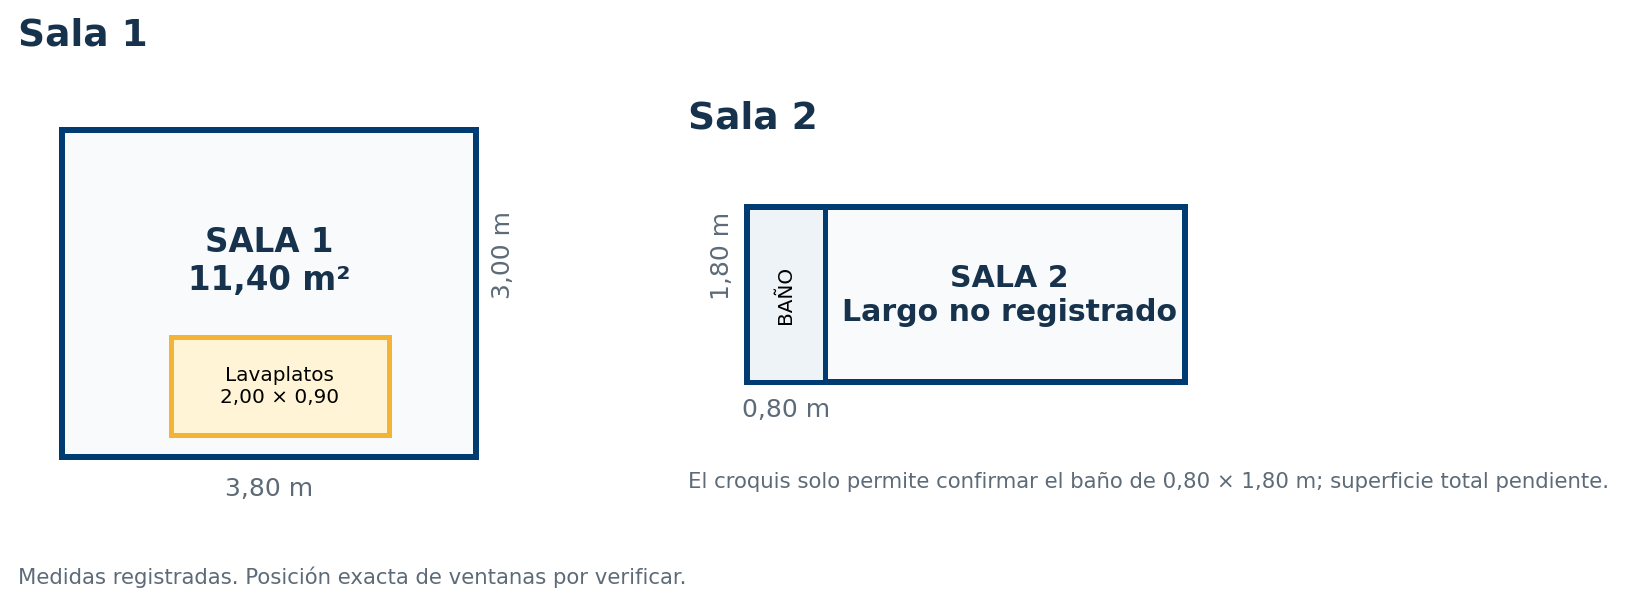 Sala 1
SALA 1
11,40 m²
3,00 m
Lavaplatos
2,00 × 0,90
3,80 m
Medidas registradas. Posición exacta de ventanas por verificar.
Sala 2
1,80 m
BAÑO
SALA 2
Largo no registrado
0,80 m
El croquis solo permite confirmar el baño de 0,80 × 1,80 m; superficie total pendiente.